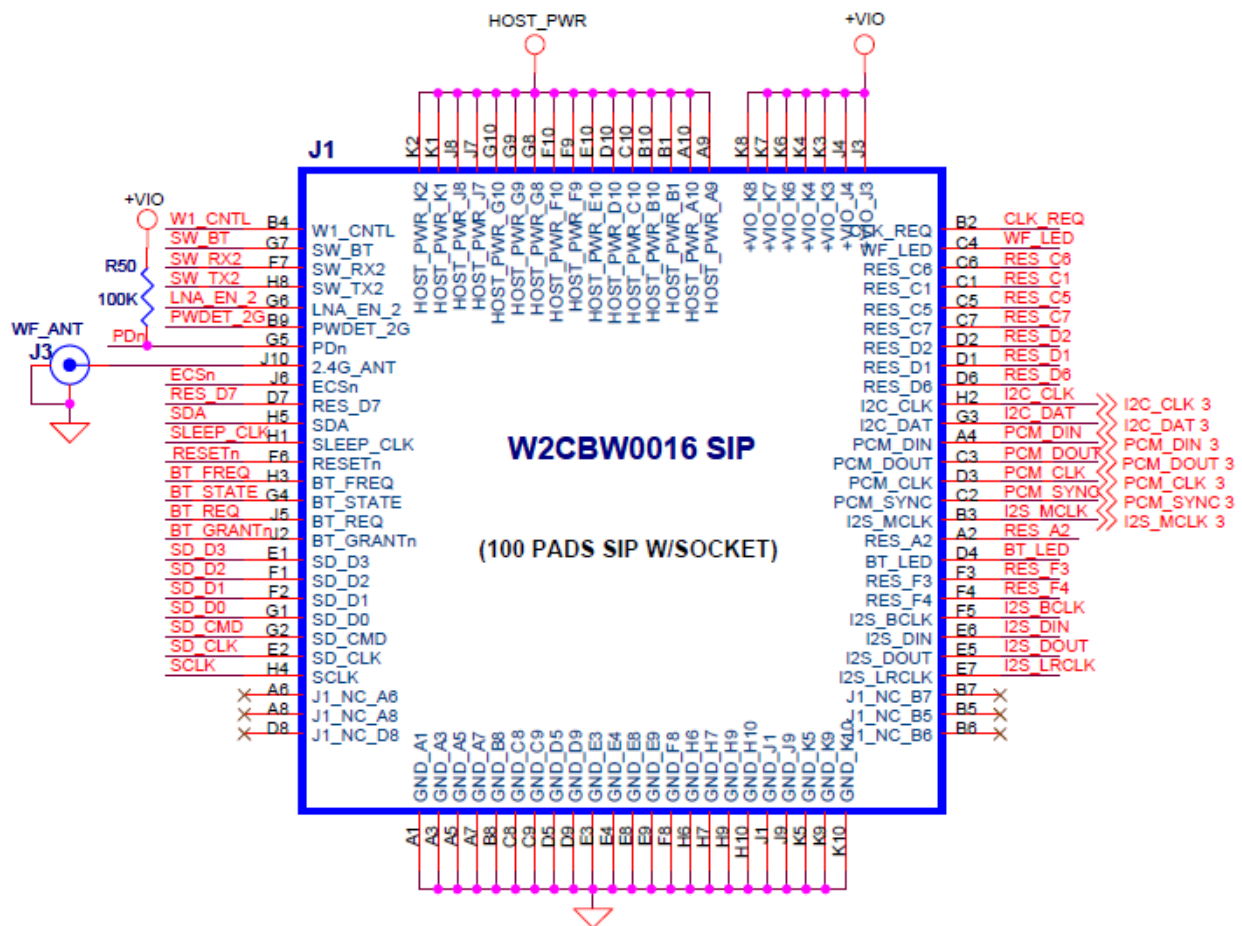 HOST_PWR
+VIO
K2 K1 J8 J7 G10 G9 G8 F10 F9 E10 D10 C10 B10 B1 A10 A9
K8 K7 K6 K4 K3 J4 J3
J1
HOST_PWR_K2
HOST_PWR_K1
HOST_PWR_J8
HOST_PWR_J7
HOST_PWR_G10
HOST_PWR_G9
HOST_PWR_G8
HOST_PWR_F10
HOST_PWR_F9
HOST_PWR_E10
HOST_PWR_D10
HOST_PWR_C10
HOST_PWR_B10
HOST_PWR_B1
HOST_PWR_A10
HOST_PWR_A9
+VIO_K8
+VIO_K7
+VIO_K6
+VIO_K4
+VIO_K3
+VIO_J4
+VIO_J3
+VIO
R50
100K
WF_ANT
J3
W1_CNTL B4 W1_CNTL
SW_BT G7 SW_BT
SW_RX2 F7 SW_RX2
SW_TX2 H8 SW_TX2
LNA_EN_2 G6 LNA_EN_2
PWDET_2G B9 PWDET_2G
PDn G5 PDn
J10 2.4G_ANT
ECSn J6 ECSn
RES_D7 D7 RES_D7
SDA H5 SDA
SLEEP_CLK H1 SLEEP_CLK
RESETn F6 RESETn
BT_FREQ H3 BT_FREQ
BT_STATE G4 BT_STATE
BT_REQ J5 BT_REQ
BT_GRANTn J2 BT_GRANTn
SD_D3 E1 SD_D3
SD_D2 F1 SD_D2
SD_D1 F2 SD_D1
SD_D0 G1 SD_D0
SD_CMD G2 SD_CMD
SD_CLK E2 SD_CLK
SCLK H4 SCLK
A6 J1_NC_A6
A8 J1_NC_A8
D8 J1_NC_D8
W2CBW0016 SIP
(100 PADS SIP W/SOCKET)
CLK_REQ B2 CLK_REQ
WF_LED C4 WF_LED
RES_C6 C6 RES_C6
RES_C1 C1 RES_C1
RES_C5 C5 RES_C5
RES_C7 C7 RES_C7
RES_D2 D2 RES_D2
RES_D1 D1 RES_D1
RES_D6 D6 RES_D6
I2C_CLK H2 I2C_CLK I2C_CLK 3
I2C_DAT G3 I2C_DAT I2C_DAT 3
PCM_DIN A4 PCM_DIN PCM_DIN 3
PCM_DOUT C3 PCM_DOUT PCM_DOUT 3
PCM_CLK D3 PCM_CLK PCM_CLK 3
PCM_SYNC C2 PCM_SYNC PCM_SYNC 3
I2S_MCLK B3 I2S_MCLK I2S_MCLK 3
RES_A2 A2 RES_A2
BT_LED D4 BT_LED
RES_F3 F3 RES_F3
RES_F4 F4 RES_F4
I2S_BCLK F5 I2S_BCLK
I2S_DIN E6 I2S_DIN
I2S_DOUT E5 I2S_DOUT
I2S_LRCLK E7 I2S_LRCLK
J1_NC_B7 B7
J1_NC_B5 B5
J1_NC_B6 B6
GND_A1
GND_A3
GND_A5
GND_A7
GND_B8
GND_C8
GND_C9
GND_D5
GND_D9
GND_E3
GND_E4
GND_E8
GND_E9
GND_F8
GND_H6
GND_H7
GND_H9
GND_H10
GND_J1
GND_J9
GND_K5
GND_K9
GND_K10
A1 A3 A5 A7 B8 C8 C9 D5 D9 E3 E4 E8 E9 F8 H6 H7 H9 H10 J1 J9 K5 K9 K10